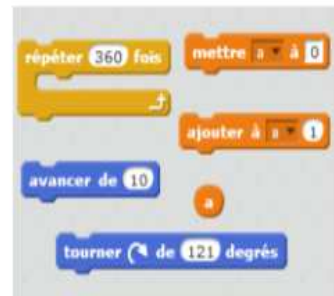 répéter 360 fois
mettre a à 0
ajouter à a 1
avancer de 10
a
tourner de 121 degrés